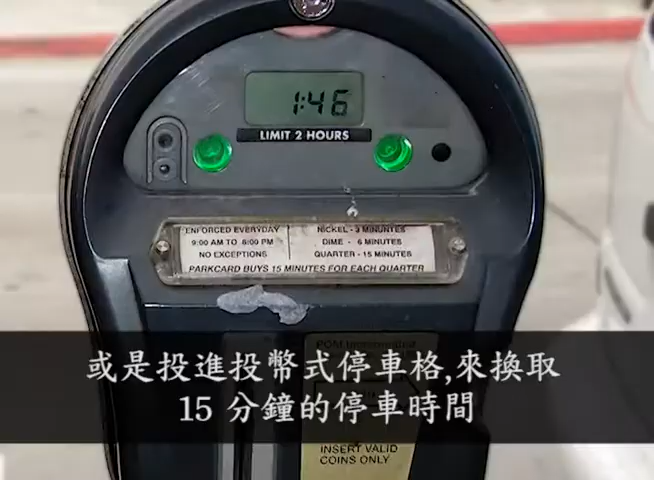 1:46
LIMIT 2 HOURS
ENFORCED EVERYDAY
9:00 AM TO 8:00 PM
NO EXCEPTIONS
NICKEL - 3 MINUNTES
DIME - 6 MINUTES
QUARTER - 15 MINUTES
PARKCARD BUYS 15 MINUTES FOR EACH QUARTER
或是投進投幣式停車格,來換取
15 分鐘的停車時間
INSERT VALID
COINS ONLY